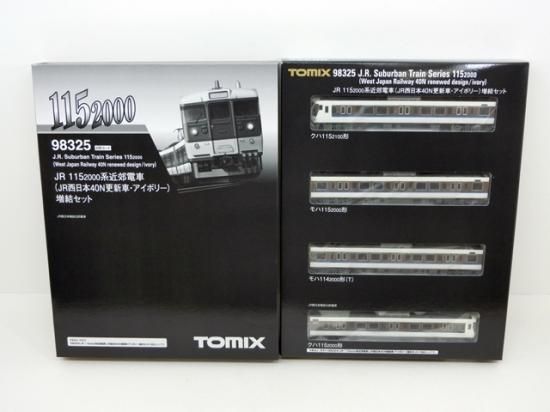 115 2000
98325
J.R. Suburban Train Series 115 2000
(West Japan Railway 40N renewed design/ivory)
JR 115 2000系近郊電車
(JR西日本40N更新車・アイボリー)
増結セット
TOMIX
TOMIX 98325 J.R. Suburban Train Series 115 2000
(West Japan Railway 40N renewed design/ivory)
JR 115 2000系近郊電車(JR西日本40N更新車・アイボリー)増結セット
クハ115 2100形
モハ115 2000形
モハ114 2000形(T)
クハ115 2000形